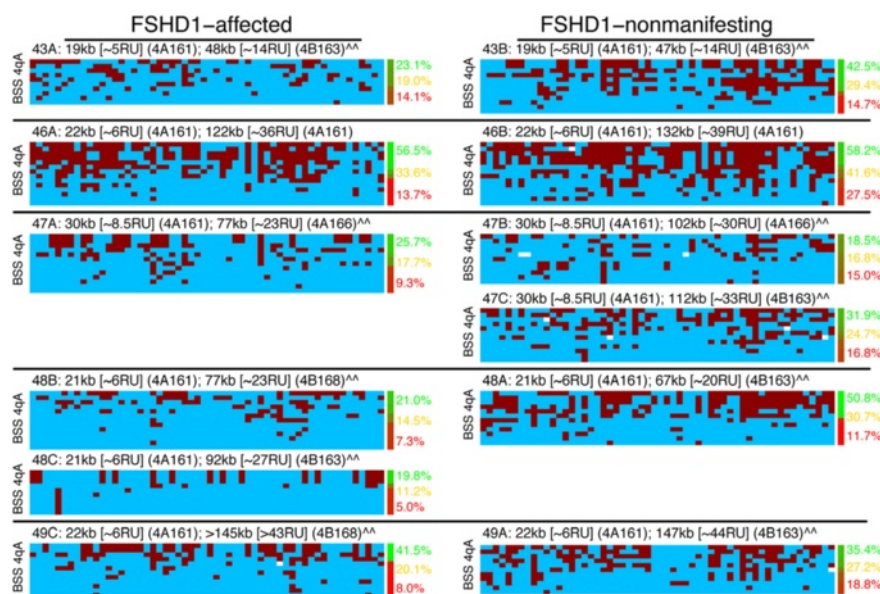 FSHD1-affected
FSHD1-nonmanifesting
43A: 19kb [~5RU] (4A161); 48kb [~14RU] (4B163)^^
BSS 4qA
23.1%
19.0%
14.1%
43B: 19kb [~5RU] (4A161); 47kb [~14RU] (4B163)^^
BSS 4qA
42.5%
29.4%
14.7%
46A: 22kb [~6RU] (4A161); 122kb [~36RU] (4A161)
BSS 4qA
56.5%
33.6%
13.7%
46B: 22kb [~6RU] (4A161); 132kb [~39RU] (4A161)
BSS 4qA
58.2%
41.6%
27.5%
47A: 30kb [~8.5RU] (4A161); 77kb [~23RU] (4A166)^^
BSS 4qA
25.7%
17.7%
9.3%
47B: 30kb [~8.5RU] (4A161); 102kb [~30RU] (4A166)^^
BSS 4qA
18.5%
16.8%
15.0%
47C: 30kb [~8.5RU] (4A161); 112kb [~33RU] (4B163)^^
BSS 4qA
31.9%
24.7%
16.8%
48B: 21kb [~6RU] (4A161); 77kb [~23RU] (4B168)^^
BSS 4qA
21.0%
14.5%
7.3%
48A: 21kb [~6RU] (4A161); 67kb [~20RU] (4B163)^^
BSS 4qA
50.8%
30.7%
11.7%
48C: 21kb [~6RU] (4A161); 92kb [~27RU] (4B163)^^
BSS 4qA
19.8%
11.2%
5.0%
49C: 22kb [~6RU] (4A161); >145kb [>43RU] (4B168)^^
BSS 4qA
41.5%
20.1%
8.0%
49A: 22kb [~6RU] (4A161); 147kb [~44RU] (4B163)^^
BSS 4qA
35.4%
27.2%
18.8%